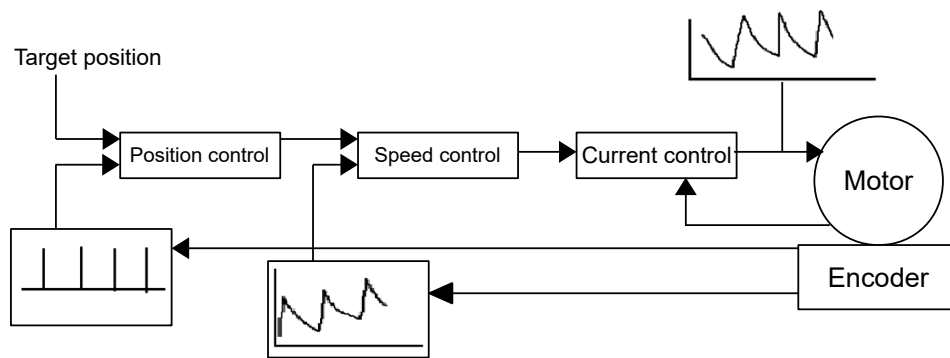 Target position
Position control
Speed control
Current control
Motor
Encoder